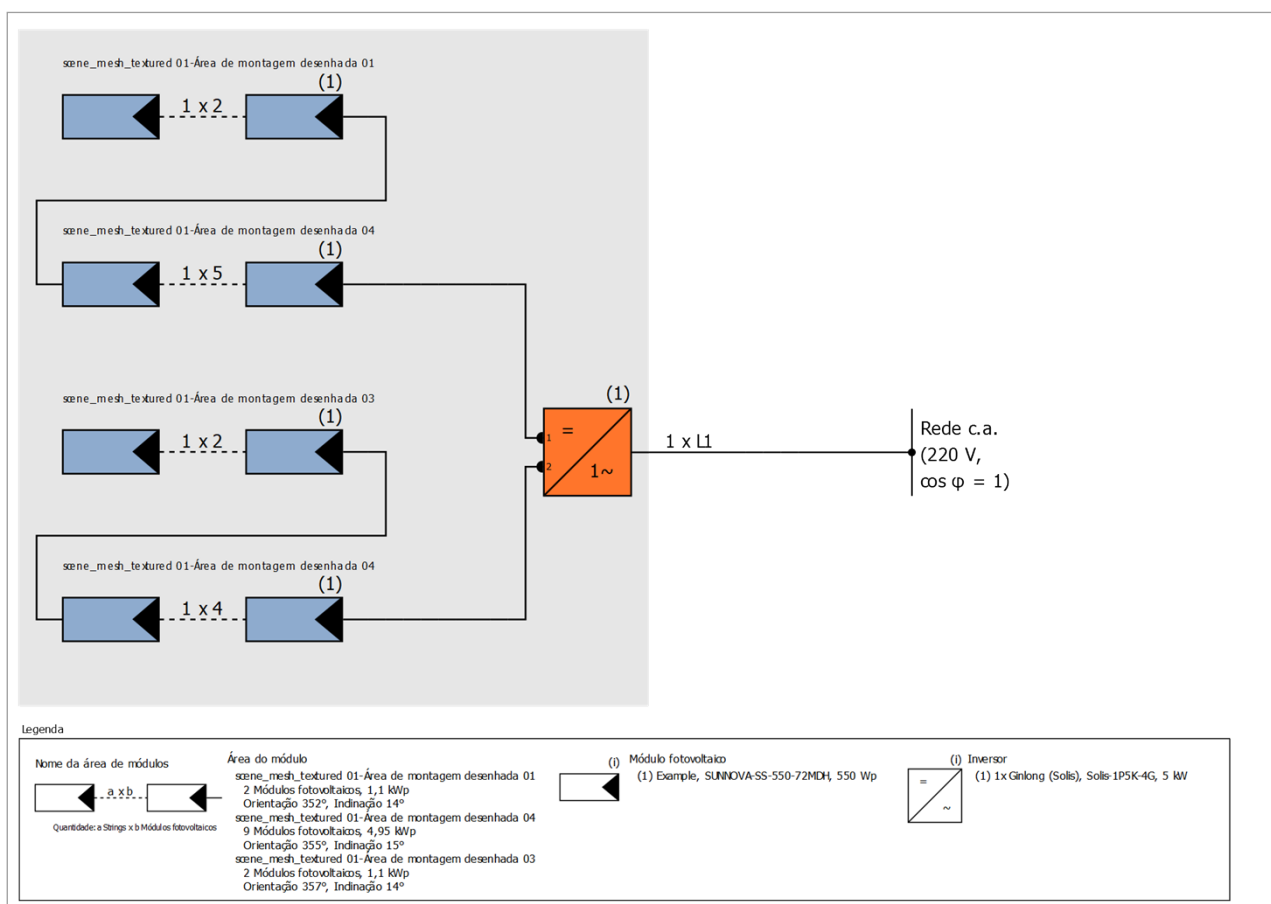 scene_mesh_textured 01-Área de montagem desenhada 01
(1)
1 x 2
scene_mesh_textured 01-Área de montagem desenhada 04
(1)
1 x 5
scene_mesh_textured 01-Área de montagem desenhada 03
(1)
1 x 2
(1)
1
=
2
1~
1 x L1
Rede c.a.
(220 V,
cos φ = 1)
scene_mesh_textured 01-Área de montagem desenhada 04
(1)
1 x 4
Legenda
Nome da área de módulos
a x b
Quantidade: a Strings x b Módulos fotovoltaicos
Área do módulo
scene_mesh_textured 01-Área de montagem desenhada 01
2 Módulos fotovoltaicos, 1,1 kWp
Orientação 352°, Inclinação 14°
scene_mesh_textured 01-Área de montagem desenhada 04
9 Módulos fotovoltaicos, 4,95 kWp
Orientação 355°, Inclinação 15°
scene_mesh_textured 01-Área de montagem desenhada 03
2 Módulos fotovoltaicos, 1,1 kWp
Orientação 357°, Inclinação 14°
(i) Módulo fotovoltaico
(1) Example, SUNNOVA-SS-550-72MDH, 550 Wp
(i) Inversor
(1) 1x Ginlong (Solis), Solis-1P5K-4G, 5 kW
=
~